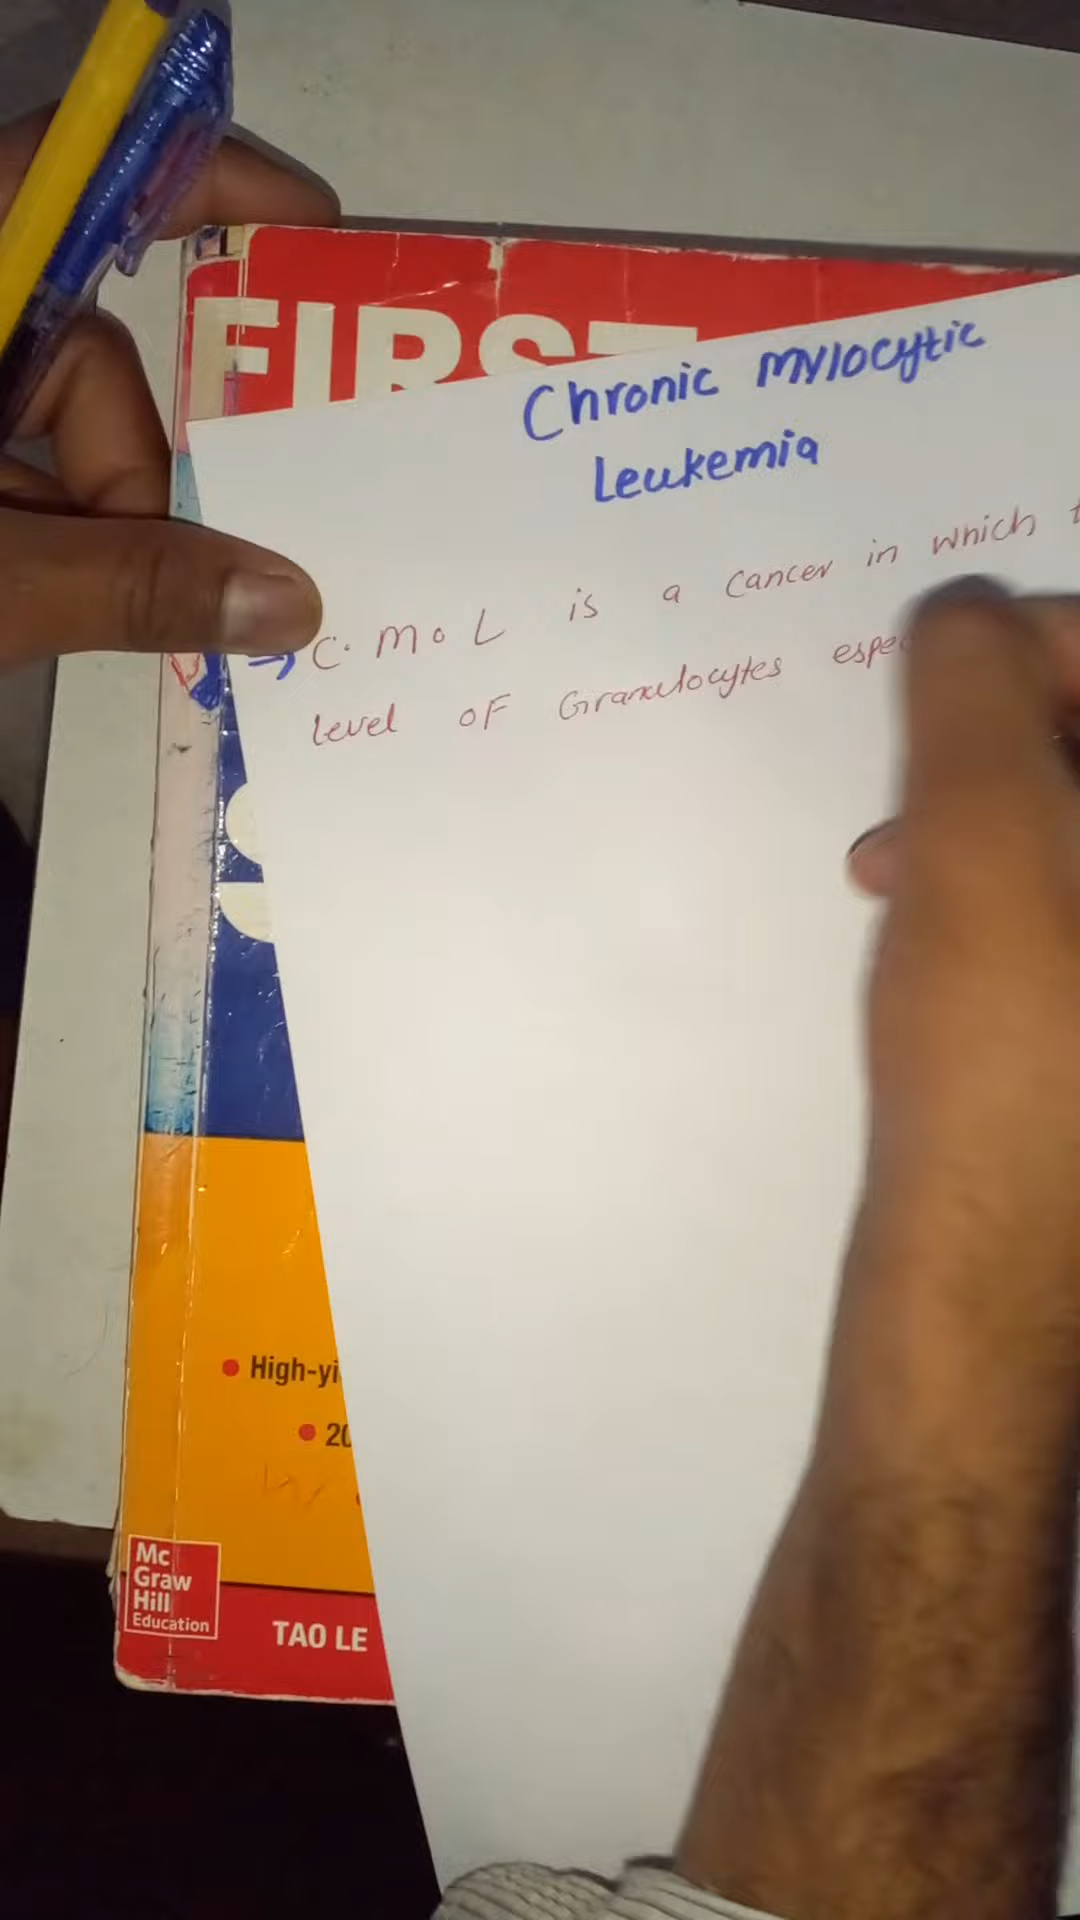 FIRST
Chronic Mylocytic
Leukemia
→ C. M. L is a cancer in which
level of Granulocytes
High-yi
20
Mc
Graw
Hill
Education
TAO LE